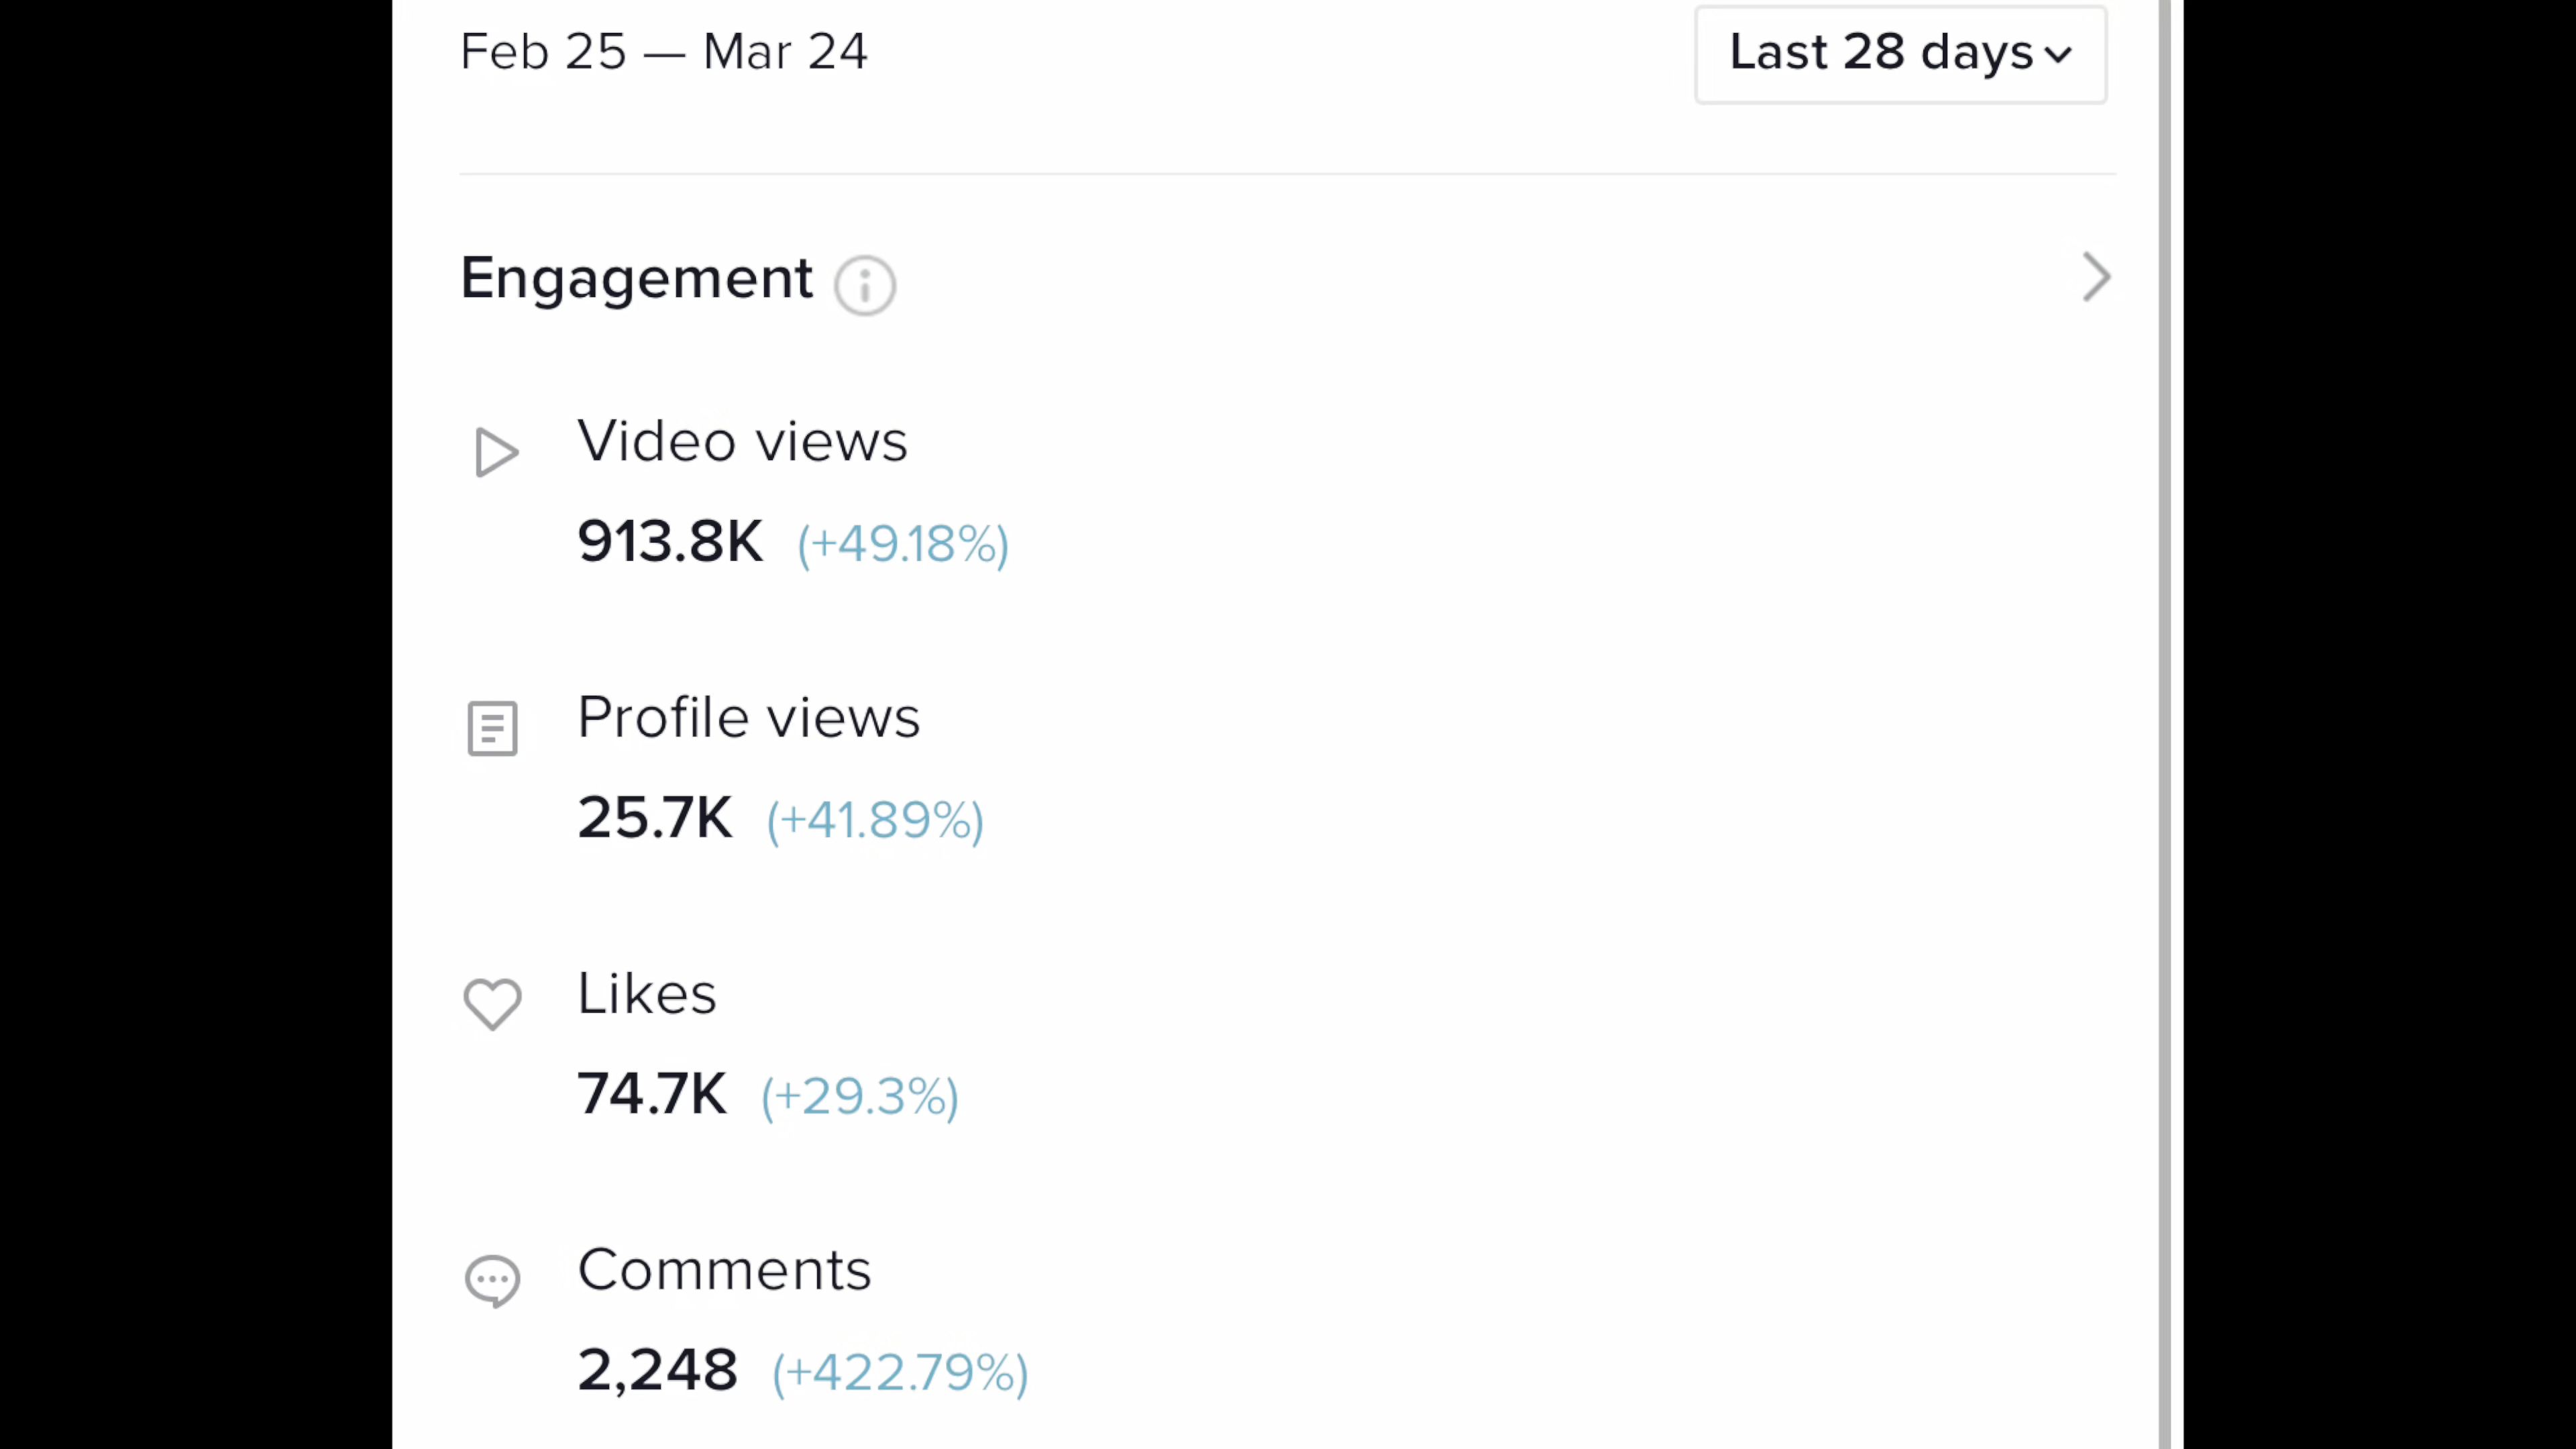 Feb 25 — Mar 24
Last 28 days
Engagement
Video views
913.8K (+49.18%)
Profile views
25.7K (+41.89%)
Likes
74.7K (+29.3%)
Comments
2,248 (+422.79%)